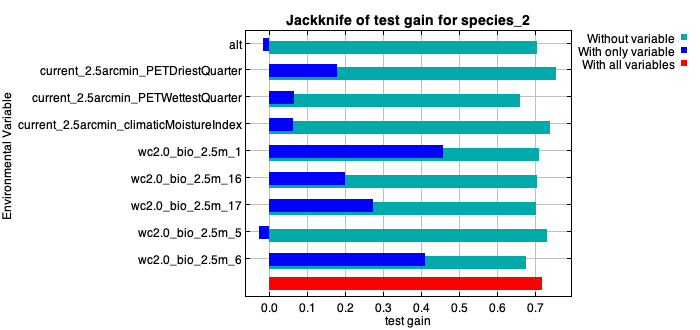 Jackknife of test gain for species_2
Without variable
With only variable
With all variables
Environmental Variable
alt
current_2.5arcmin_PETDriestQuarter
current_2.5arcmin_PETWettestQuarter
current_2.5arcmin_climaticMoistureIndex
wc2.0_bio_2.5m_1
wc2.0_bio_2.5m_16
wc2.0_bio_2.5m_17
wc2.0_bio_2.5m_5
wc2.0_bio_2.5m_6
0.0 0.1 0.2 0.3 0.4 0.5 0.6 0.7
test gain